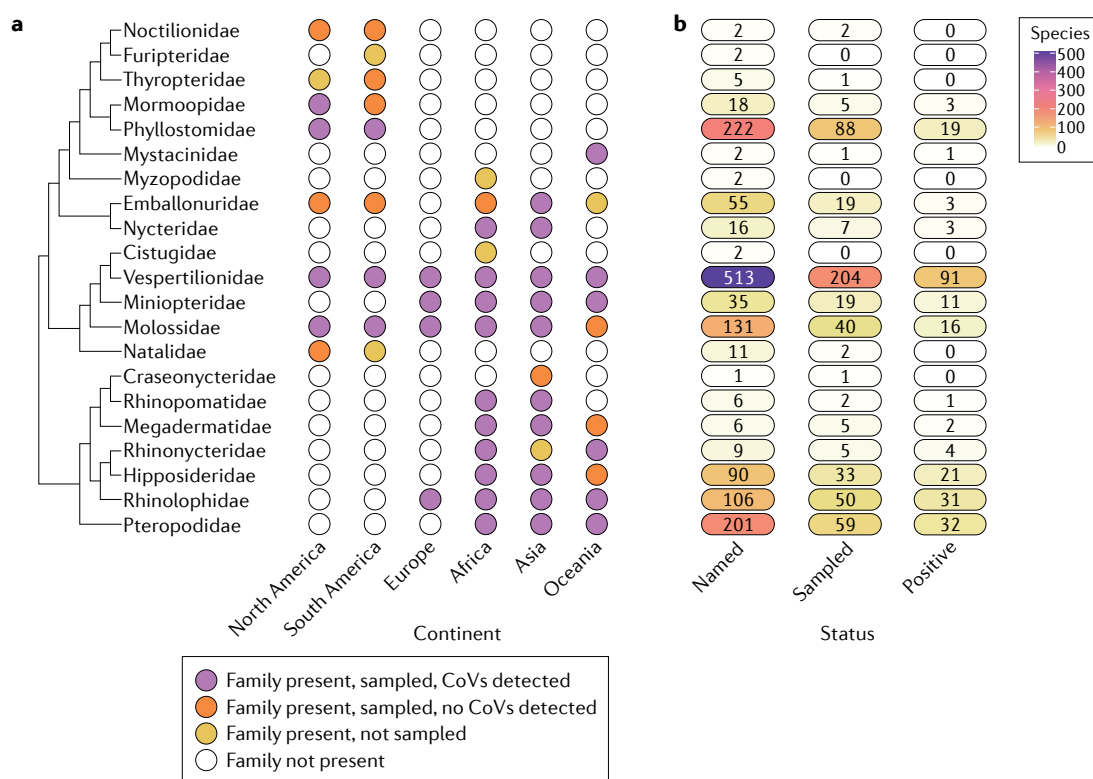 a
Noctilionidae
Furipteridae
Thyropteridae
Mormoopidae
Phyllostomidae
Mystacinidae
Myzopodidae
Emballonuridae
Nycteridae
Cistugidae
Vespertilionidae
Miniopteridae
Molossidae
Natalidae
Craseonycteridae
Rhinopomatidae
Megadermatidae
Rhinonycteridae
Hipposideridae
Rhinolophidae
Pteropodidae
North America
South America
Europe
Africa
Asia
Oceania
Continent
Family present, sampled, CoVs detected
Family present, sampled, no CoVs detected
Family present, not sampled
Family not present
b
2 2 0
2 0 0
5 1 0
18 5 3
222 88 19
2 1 1
2 0 0
55 19 3
16 7 3
2 0 0
513 204 91
35 19 11
131 40 16
11 2 0
1 1 0
6 2 1
6 5 2
9 5 4
90 33 21
106 50 31
201 59 32
Named
Sampled
Positive
Status
Species
500
400
300
200
100
0